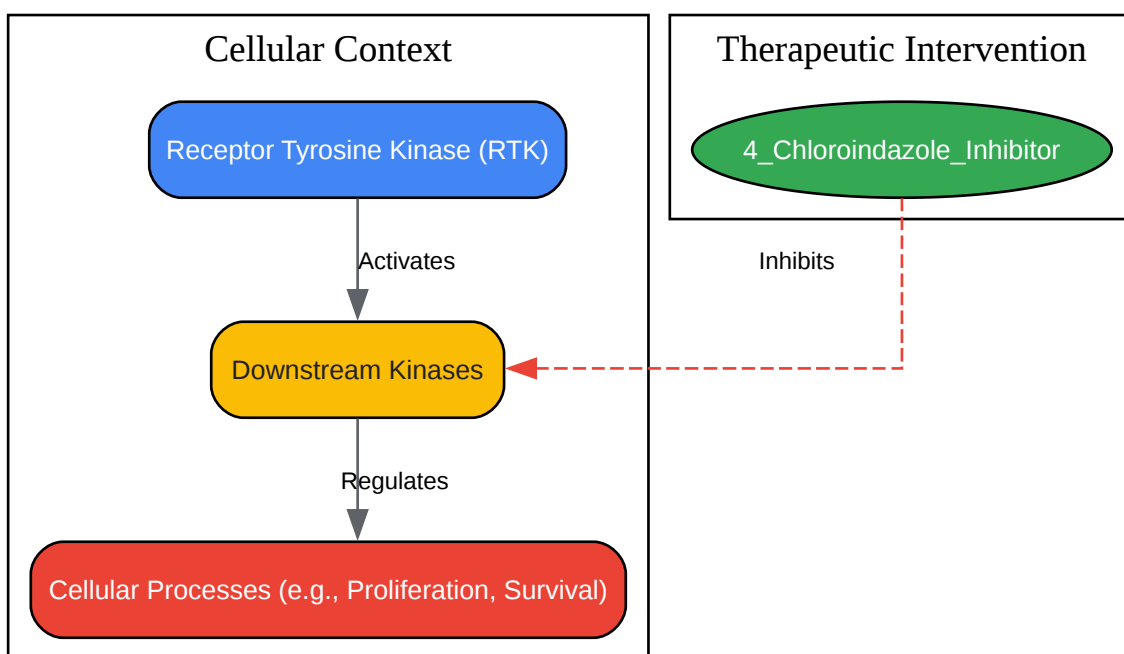 Cellular Context
Therapeutic Intervention
Receptor Tyrosine Kinase (RTK)
4_Chloroindazole_Inhibitor
Activates
Inhibits
Downstream Kinases
Regulates
Cellular Processes (e.g., Proliferation, Survival)